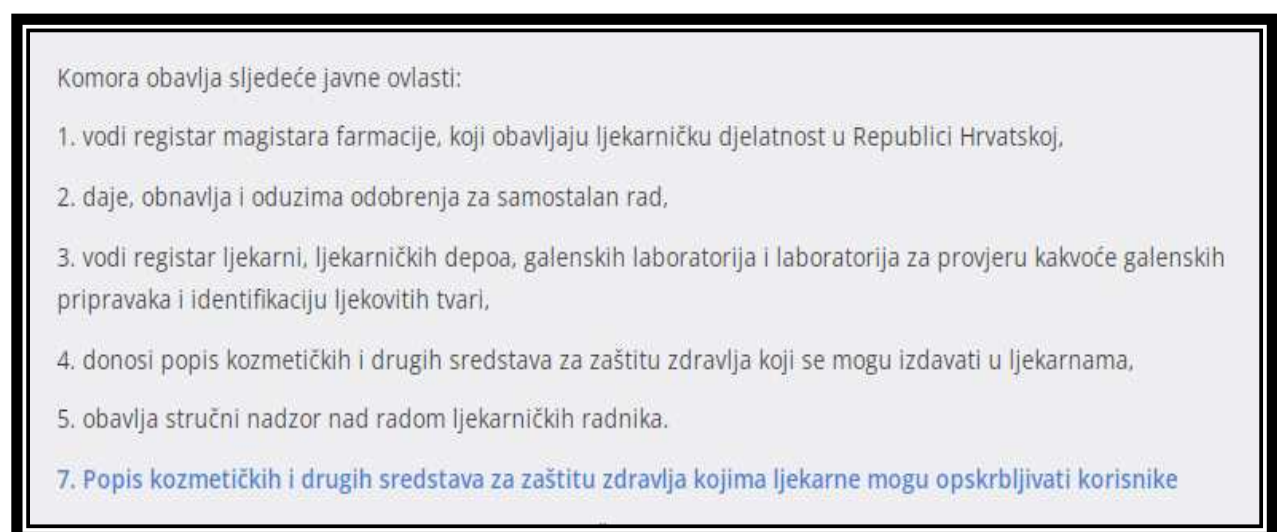 Komora obavlja sljedeće javne ovlasti:
1. vodi registar magistara farmacije, koji obavljaju ljekarničku djelatnost u Republici Hrvatskoj,
2. daje, obnavlja i oduzima odobrenja za samostalan rad,
3. vodi registar ljekarni, ljekarničkih depoa, galenskih laboratorija i laboratorija za provjeru kakvoće galenskih
pripravaka i identifikaciju ljekovitih tvari,
4. donosi popis kozmetičkih i drugih sredstava za zaštitu zdravlja koji se mogu izdavati u ljekarnama,
5. obavlja stručni nadzor nad radom ljekarničkih radnika.
7. Popis kozmetičkih i drugih sredstava za zaštitu zdravlja kojima ljekarne mogu opskrbljivati korisnike